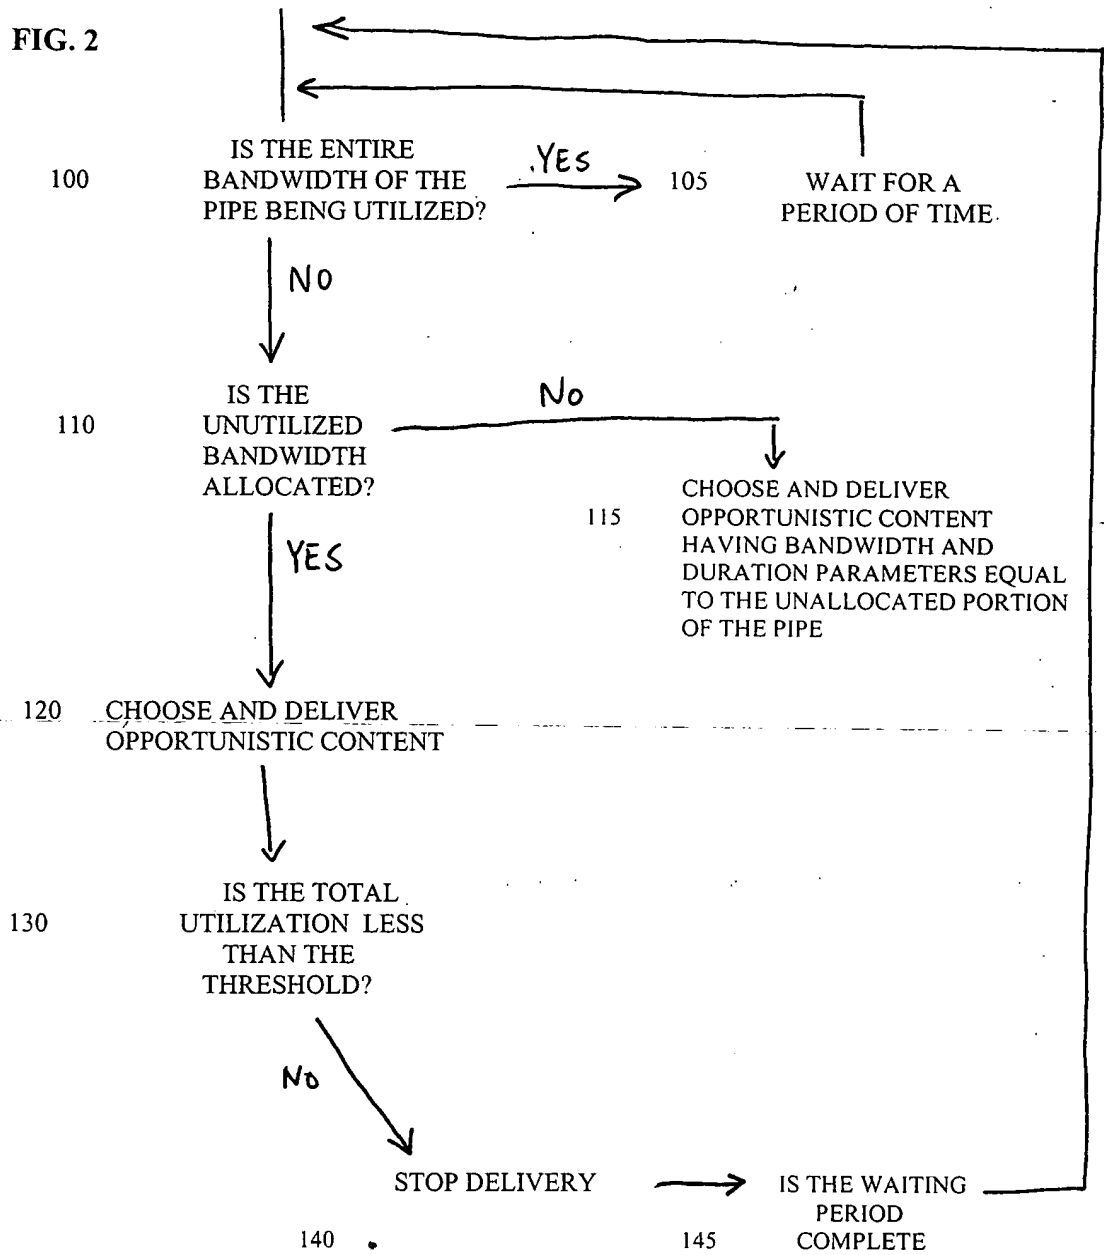 FIG. 2
IS THE ENTIRE
BANDWIDTH OF THE
PIPE BEING UTILIZED?
100
YES
105
WAIT FOR A
PERIOD OF TIME
NO
IS THE
UNUTILIZED
BANDWIDTH
ALLOCATED?
110
No
115
CHOOSE AND DELIVER
OPPORTUNISTIC CONTENT
HAVING BANDWIDTH AND
DURATION PARAMETERS EQUAL
TO THE UNALLOCATED PORTION
OF THE PIPE
YES
120
CHOOSE AND DELIVER
OPPORTUNISTIC CONTENT
IS THE TOTAL
UTILIZATION LESS
THAN THE
THRESHOLD?
130
No
STOP DELIVERY
140
IS THE WAITING
PERIOD
COMPLETE
145